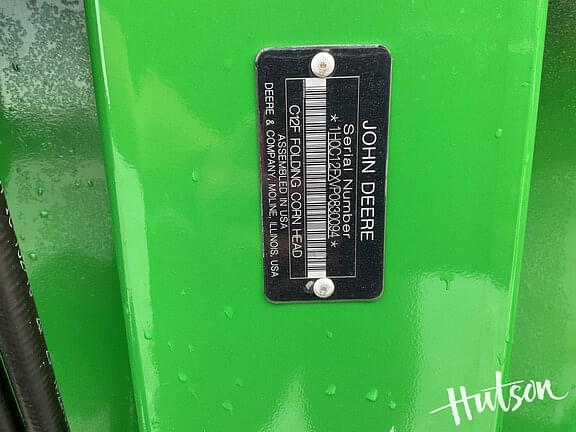 JOHN DEERE
Serial Number
*1H0C12FXVP0830094*
C12F FOLDING CORN HEAD
ASSEMBLED IN USA
DEERE & COMPANY, MOLINE, ILLINOIS, USA
Hutson